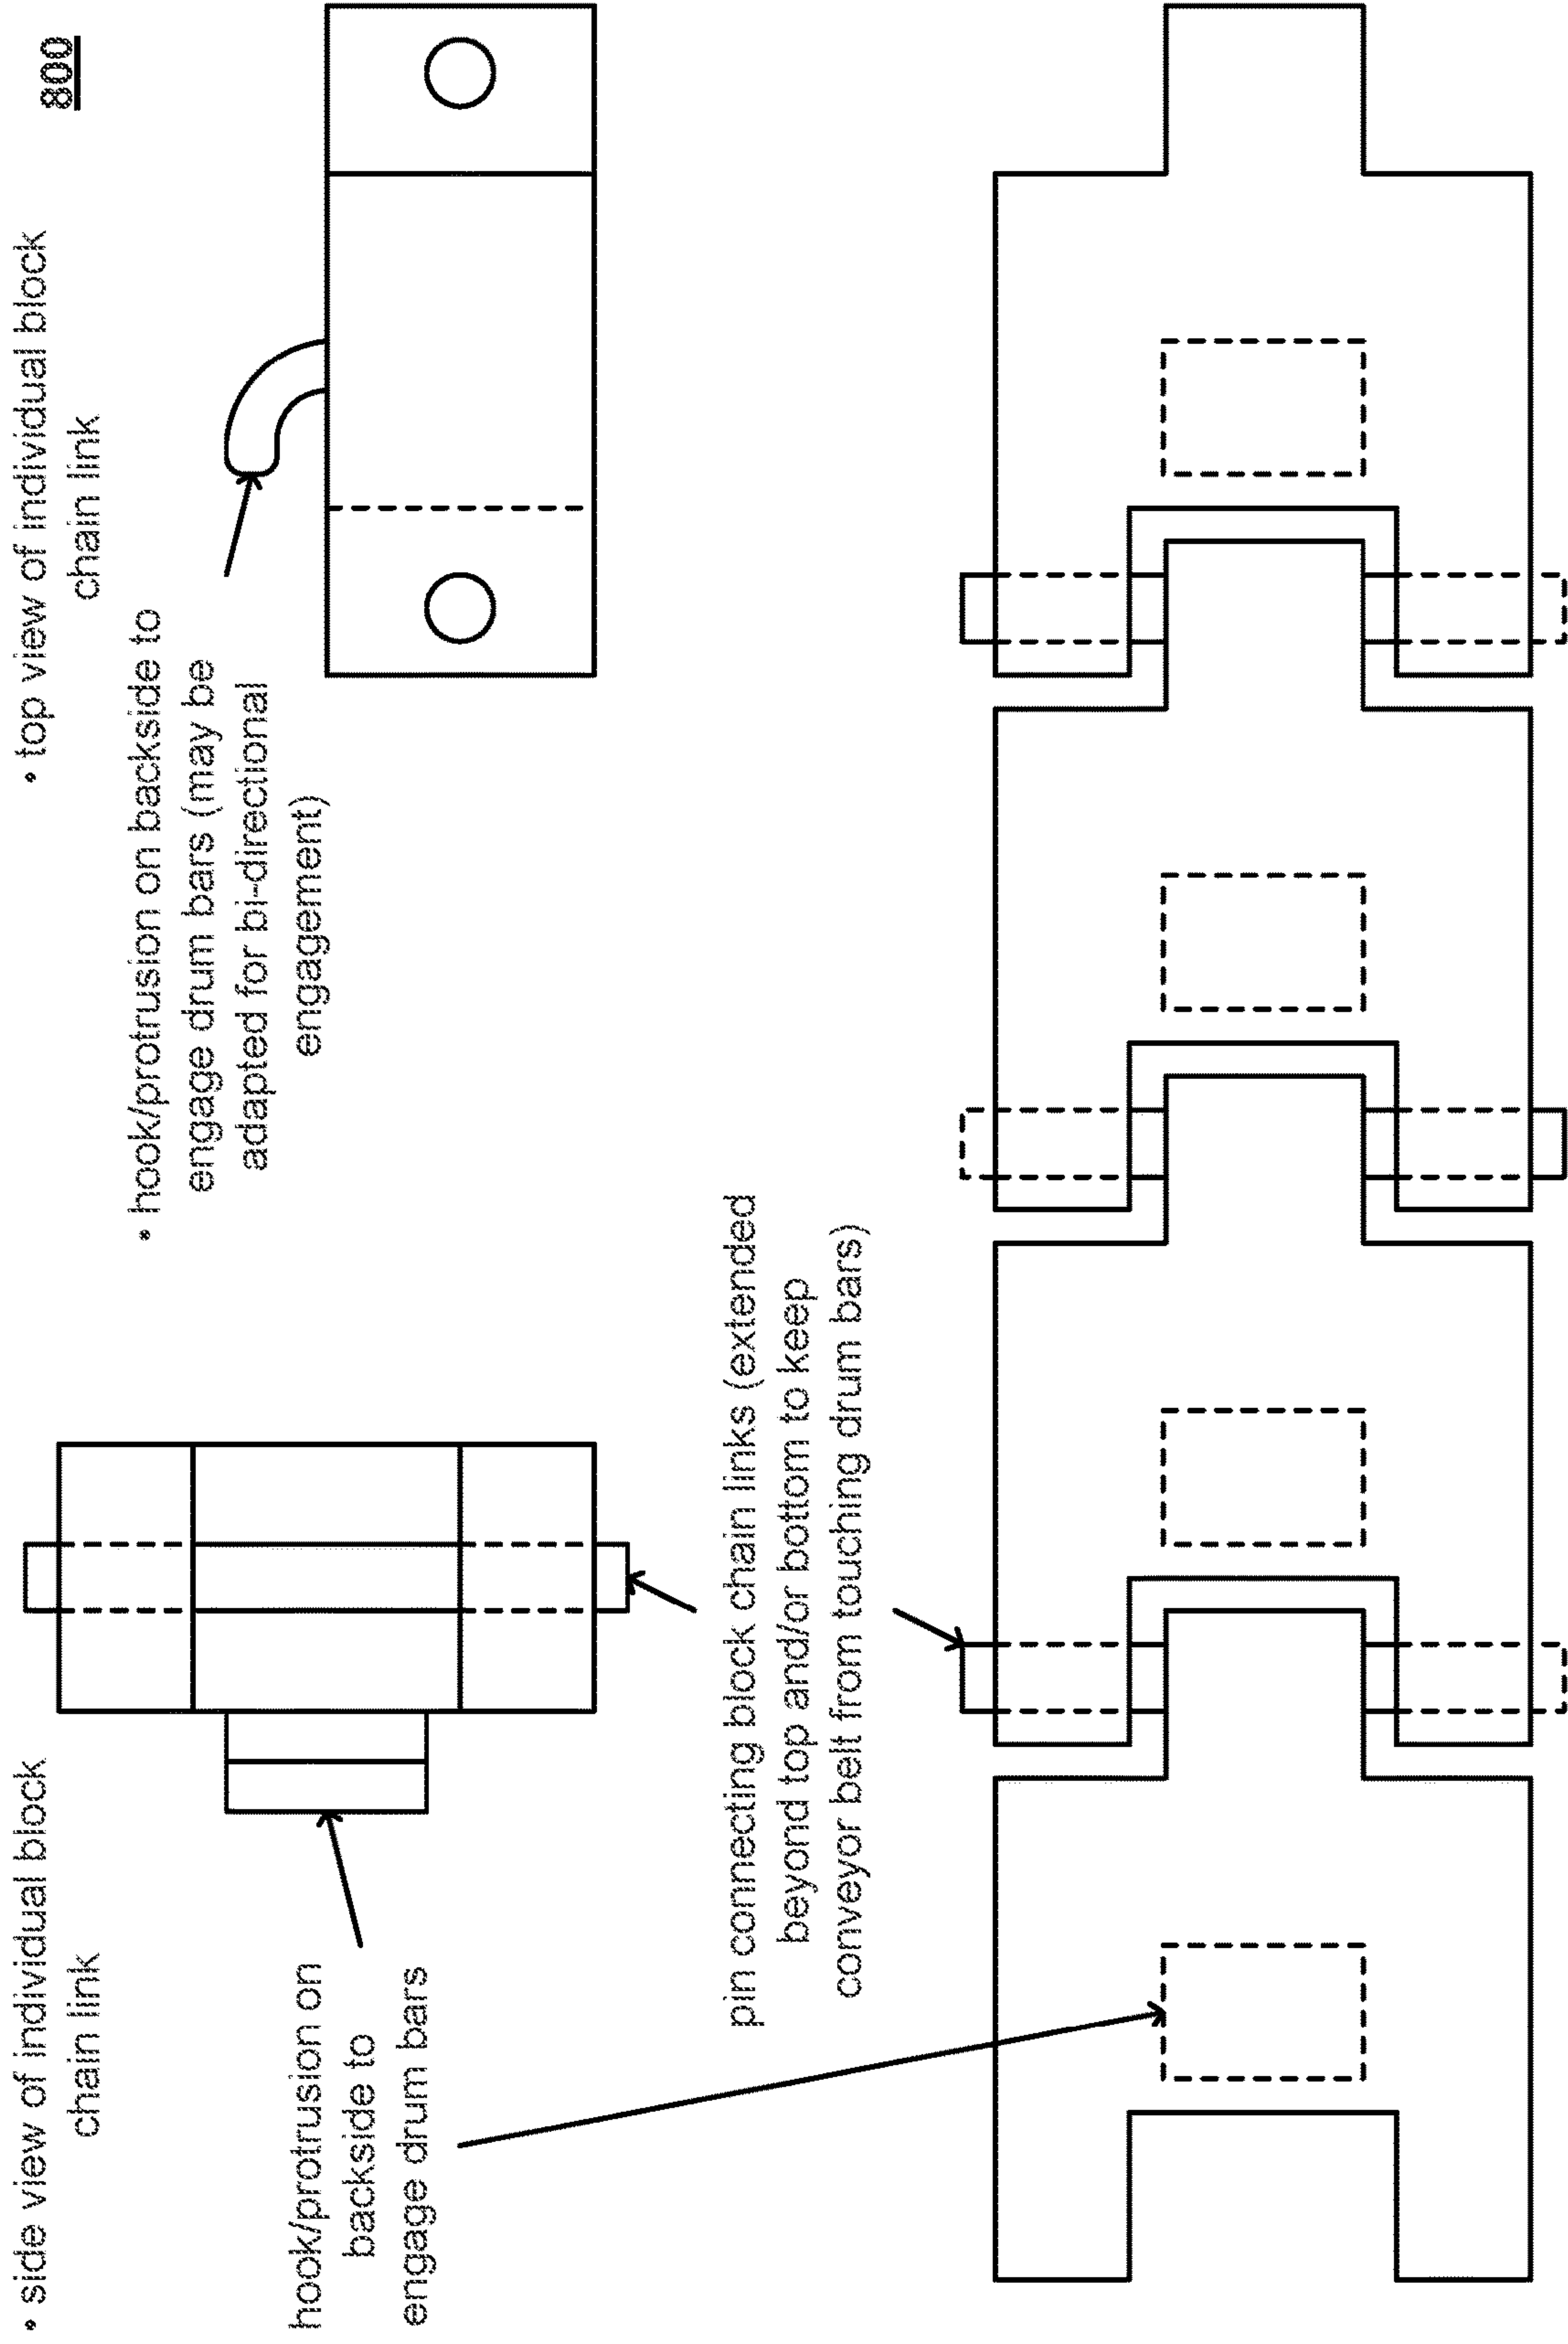 800
• side view of individual block
chain link
• top view of individual block
chain link
hook/protrusion on
backside to
engage drum bars
• hook/protrusion on backside to
engage drum bars (may be
adapted for bi-directional
engagement)
pin connecting block chain links (extended
beyond top and/or bottom to keep
conveyor belt from touching drum bars)